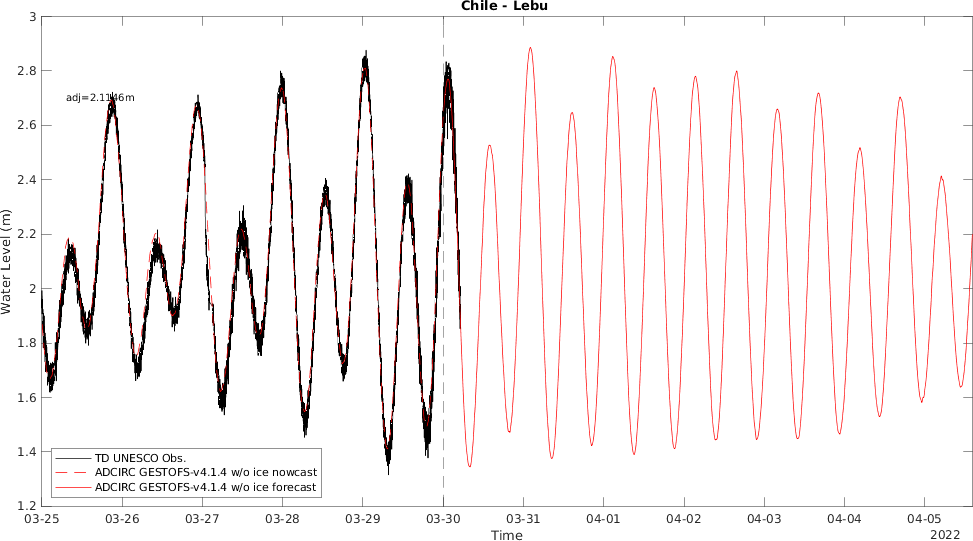 Chile - Lebu
3
2.8
2.6
2.4
2.2
2
1.8
1.6
1.4
1.2
Water Level (m)
adj=2.1146m
TD UNESCO Obs.
ADCIRC GESTOFS-v4.1.4 w/o ice nowcast
ADCIRC GESTOFS-v4.1.4 w/o ice forecast
03-25 03-26 03-27 03-28 03-29 03-30 03-31 04-01 04-02 04-03 04-04 04-05
Time
2022